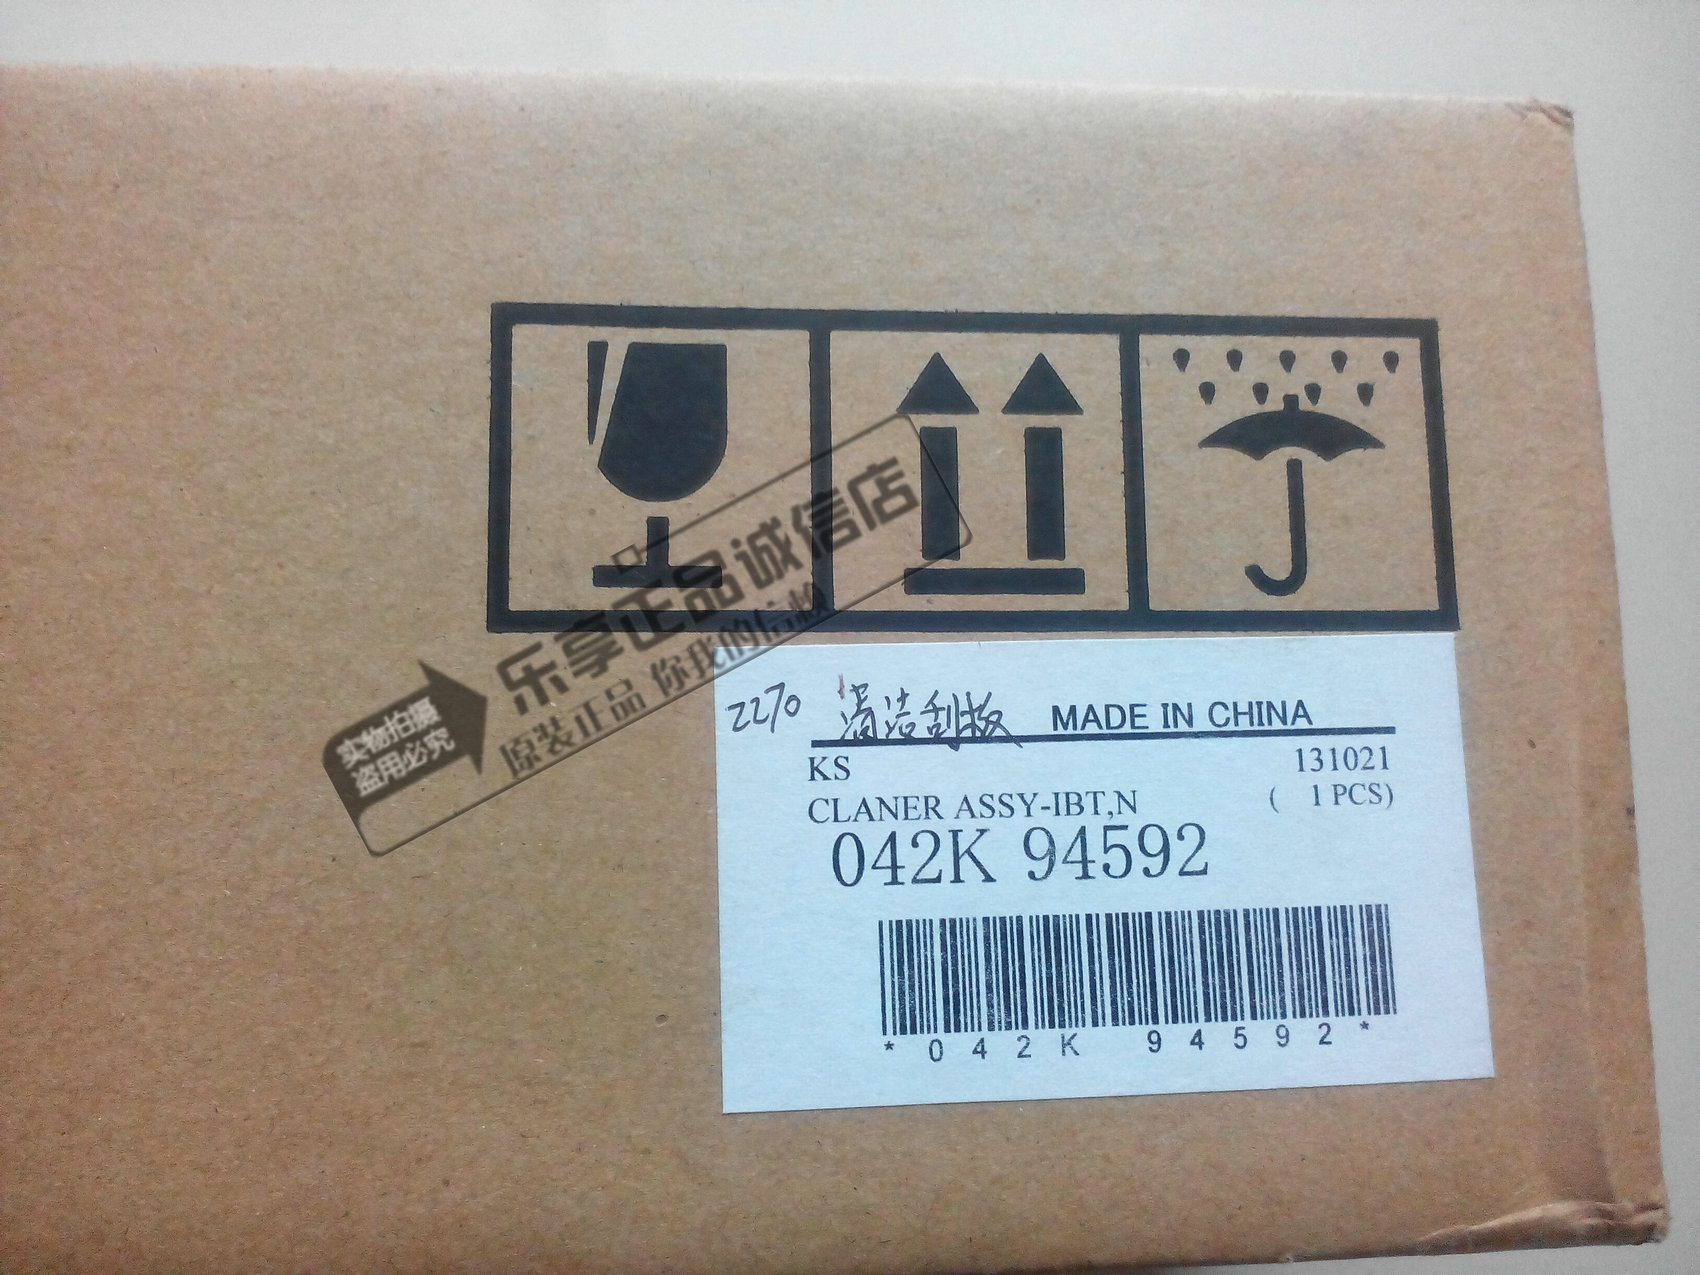 乐享正品诚信店
原装正品 你我的信赖
实物拍摄
盗用必究
2270 清洁刮板 MADE IN CHINA
KS 131021
CLANER ASSY-IBT,N ( 1 PCS)
042K 94592
*042K 94592*